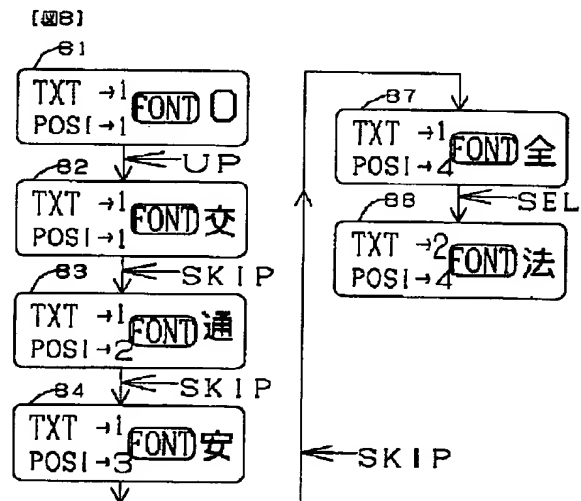 【図8】
81
TXT →1 FONT 口
POSI→1
UP
82
TXT →1 FONT 交
POSI→1
SKIP
83
TXT →1 FONT 通
POSI→2
SKIP
84
TXT →1 FONT 安
POSI→3
SKIP
87
TXT →1 FONT 全
POSI→4
SEL
88
TXT →2 FONT 法
POSI→4